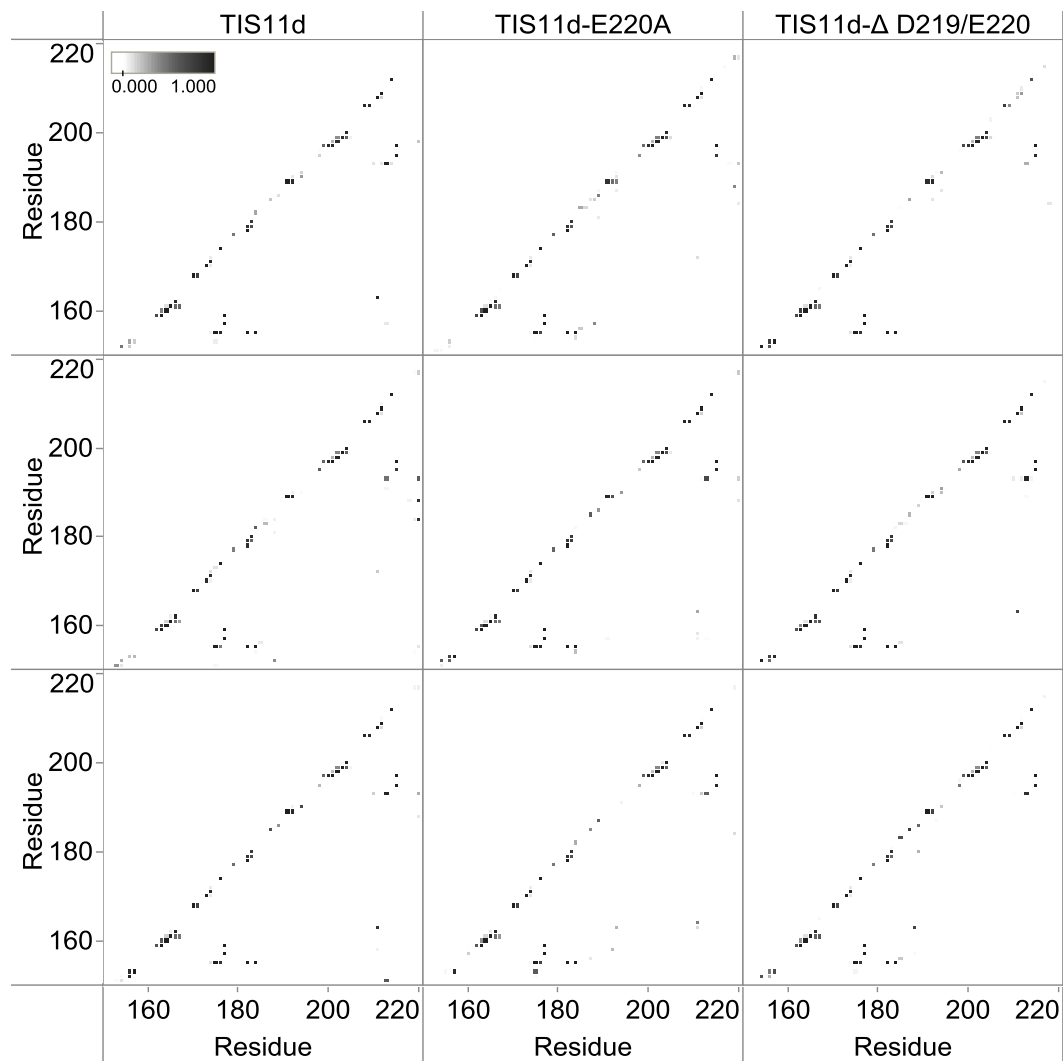 TIS11d TIS11d-E220A TIS11d-Δ D219/E220
220
0.000 1.000
200
Residue
180
160
220
200
Residue
180
160
220
200
Residue
180
160
160 180 200 220 160 180 200 220 160 180 200 220
Residue Residue Residue